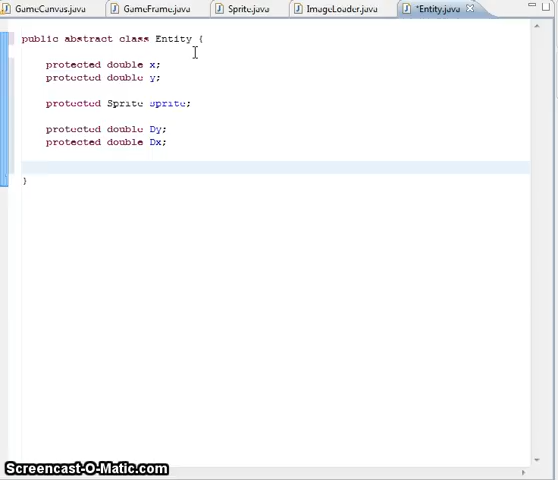 GameCanvas.java GameFrame.java Sprite.java ImageLoader.java *Entity.java
public abstract class Entity {
protected double x;
protected double y;
protected Sprite sprite;
protected double Dy;
protected double Dx;
}
Screencast-O-Matic.com